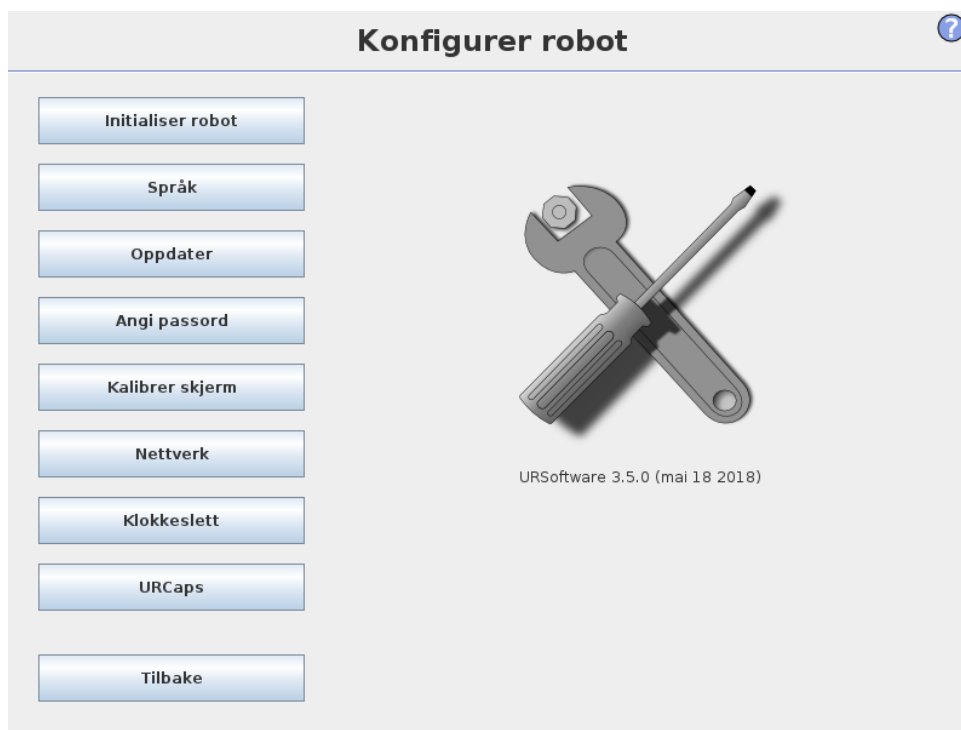 Konfigurer robot
?
Initialiser robot
Språk
Oppdater
Angi passord
Kalibrer skjerm
Nettverk
Klokkeslett
URCaps
Tilbake
URSoftware 3.5.0 (mai 18 2018)